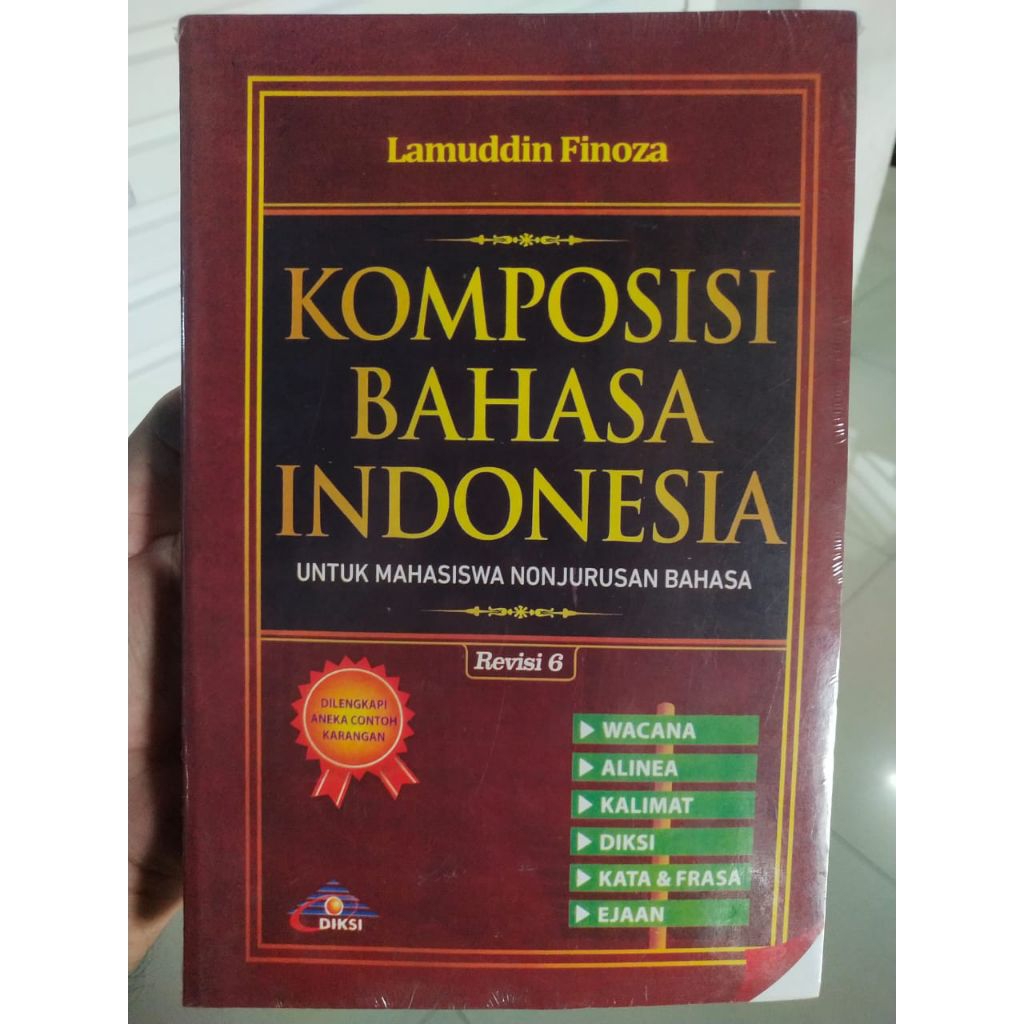 Lamuddin Finoza
KOMPOSISI
BAHASA
INDONESIA
UNTUK MAHASISWA NONJURUSAN BAHASA
Revisi 6
DILENGKAPI
ANEKA CONTOH
KARANGAN
WACANA
ALINEA
KALIMAT
DIKSI
KATA & FRASA
EJAAN
DIKSI